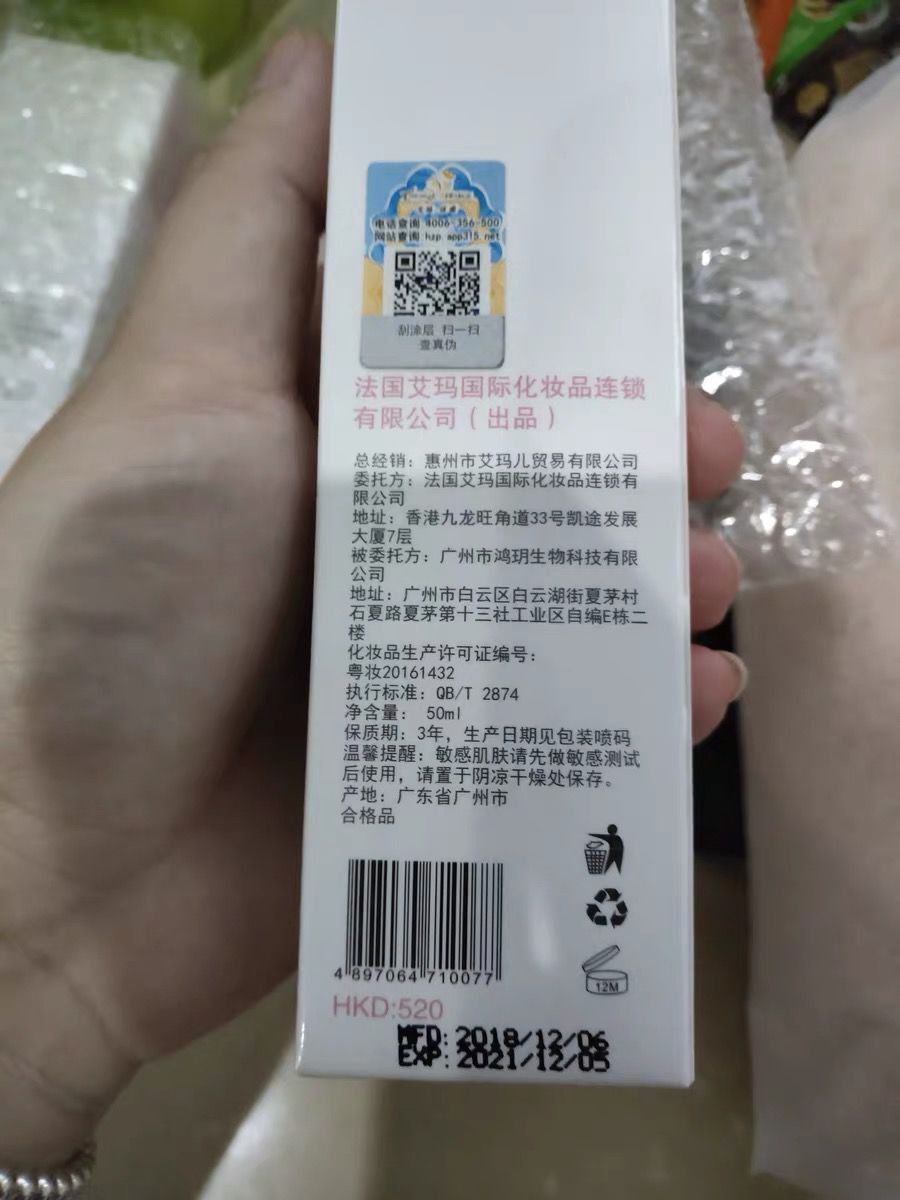 电话查询 4006-356-500
网站查询:hzp.app315.net
刮涂层 扫一扫
查真伪
法国艾玛国际化妆品连锁
有限公司（出品）
总经销：惠州市艾玛儿贸易有限公司
委托方：法国艾玛国际化妆品连锁有
限公司
地址：香港九龙旺角道33号凯途发展
大厦7层
被委托方：广州市鸿玥生物科技有限
公司
地址：广州市白云区白云湖街夏茅村
石夏路夏茅第十三社工业区自编E栋二
楼
化妆品生产许可证编号：
粤妆20161432
执行标准：QB/T 2874
净含量： 50ml
保质期：3年，生产日期见包装喷码
温馨提醒：敏感肌肤请先做敏感测试
后使用，请置于阴凉干燥处保存。
产地：广东省广州市
合格品
12M
4 897064 710077
HKD:520
MFD:2018/12/06
EXP:2021/12/05